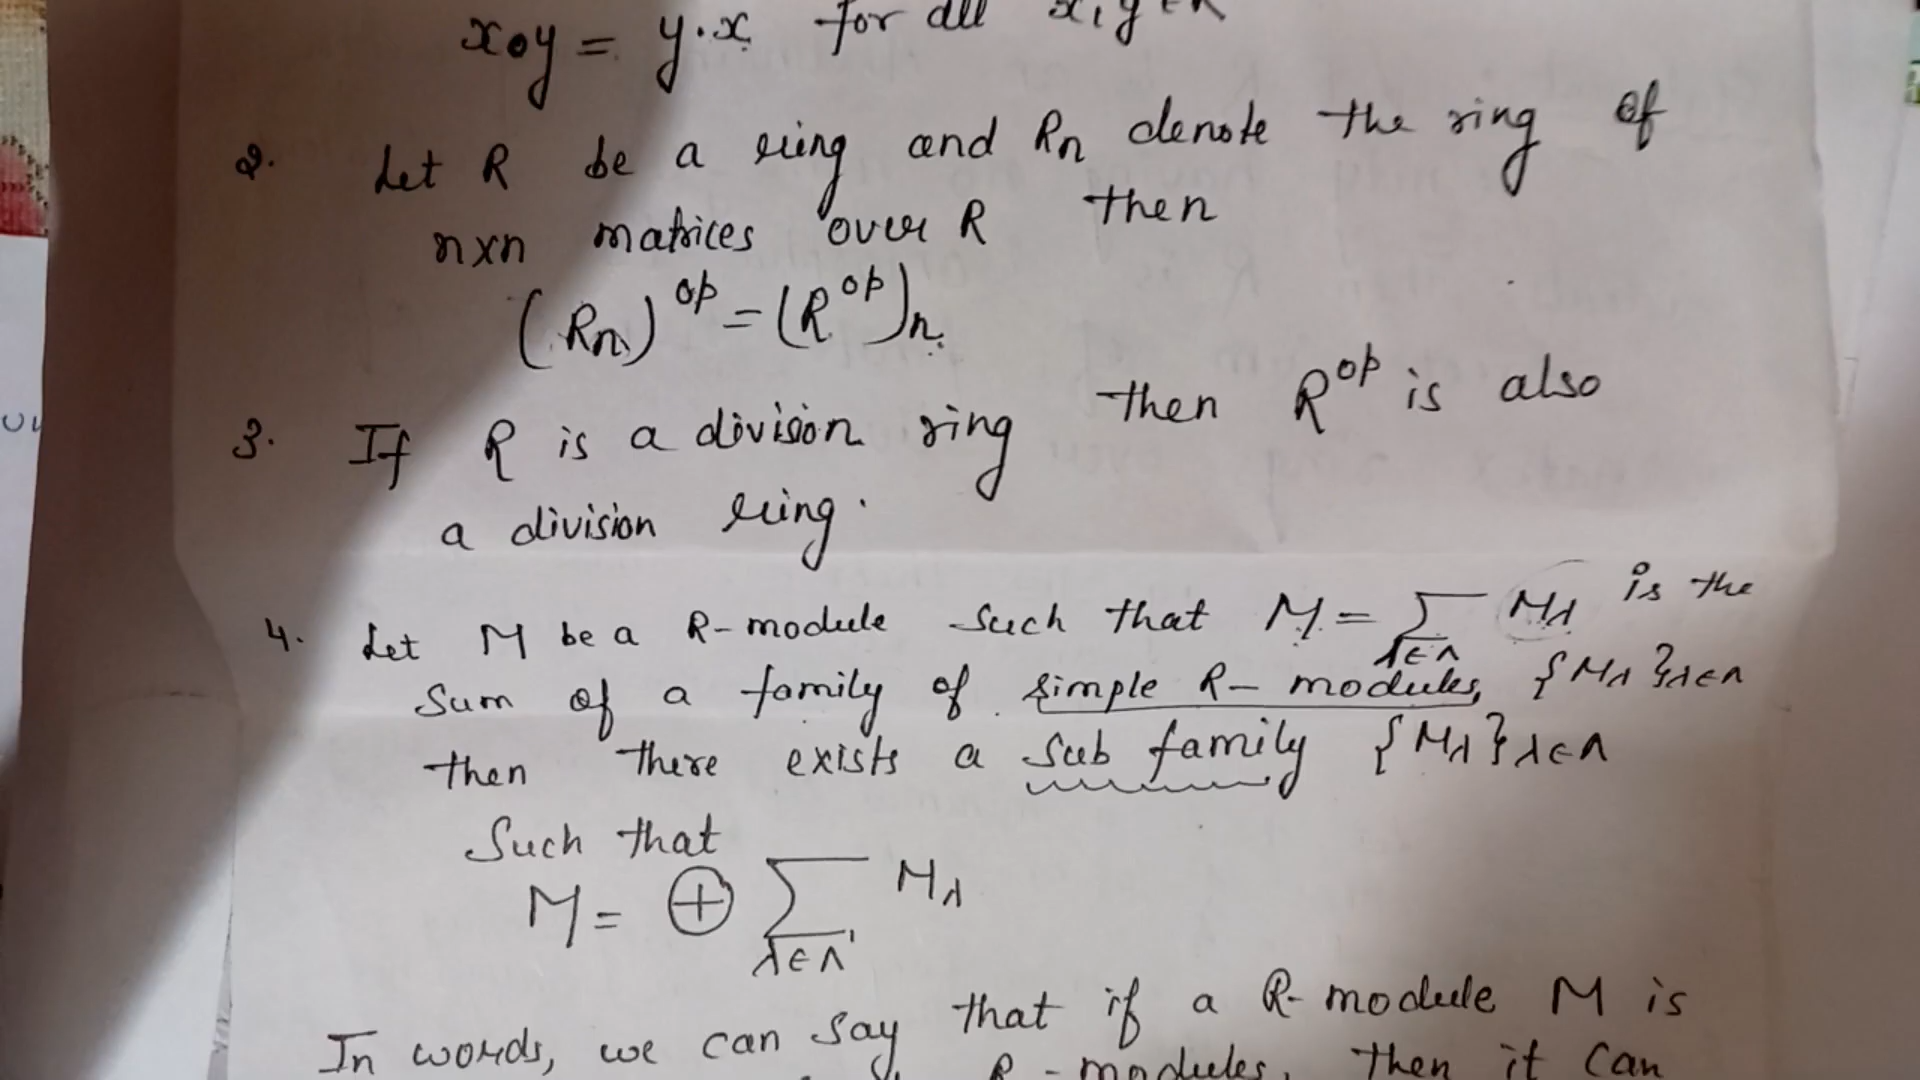 x∘y = y·x for all x, y ∈ R
2. Let R be a ring and Rn denote the ring of
n×n matrices over R then
(Rn)^op = (R^op)n.
3. If R is a division ring then R^op is also
a division ring.
4. Let M be a R-module such that M = ∑_{λ∈Λ} Mλ is the
Sum of a family of simple R-modules, {Mλ}λ∈Λ
then there exists a sub family {Mλ}λ∈Λ
Such that
M = ⊕ ∑_{λ∈Λ'} Mλ
In words, we can say that if a R-module M is
R-modules, then it can